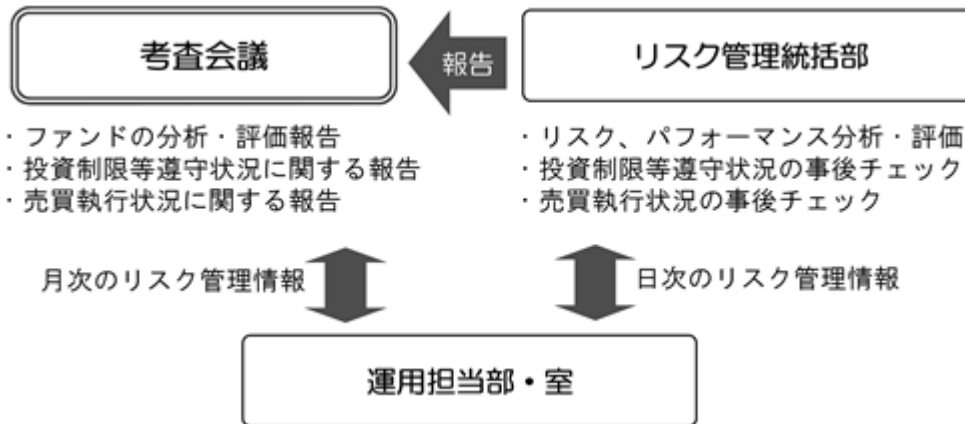 考査会議
報告
リスク管理統括部
・ファンドの分析・評価報告
・投資制限等遵守状況に関する報告
・売買執行状況に関する報告
・リスク、パフォーマンス分析・評価
・投資制限等遵守状況の事後チェック
・売買執行状況の事後チェック
月次のリスク管理情報
日次のリスク管理情報
運用担当部・室